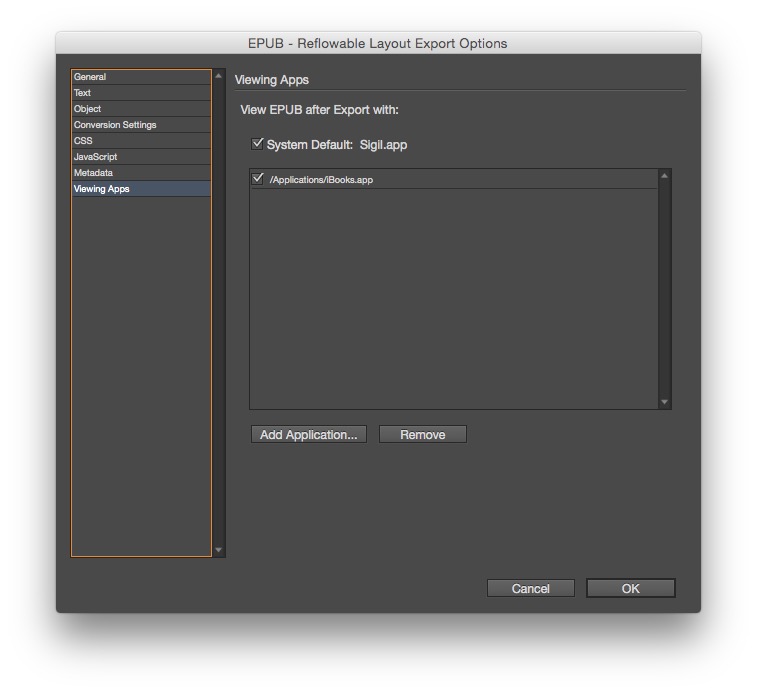 EPUB - Reflowable Layout Export Options
General
Text
Object
Conversion Settings
CSS
JavaScript
Metadata
Viewing Apps
Viewing Apps
View EPUB after Export with:
System Default: Sigil.app
/Applications/iBooks.app
Add Application... Remove
Cancel OK